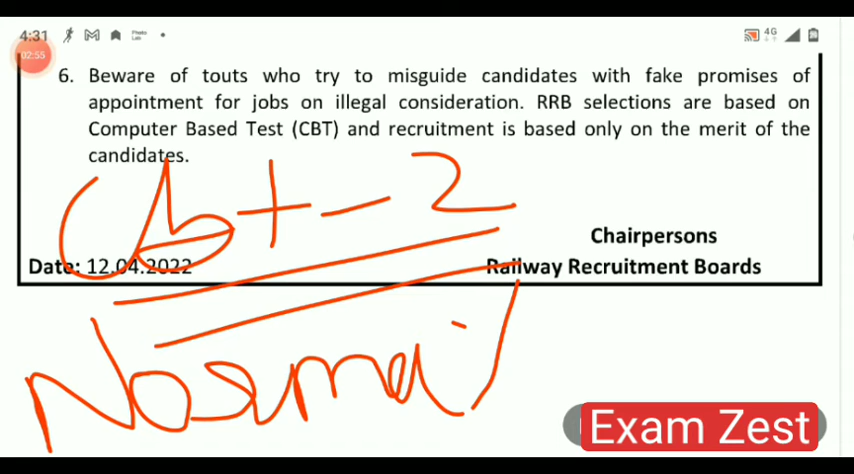 4:31
02:55
4G
6. Beware of touts who try to misguide candidates with fake promises of
appointment for jobs on illegal consideration. RRB selections are based on
Computer Based Test (CBT) and recruitment is based only on the merit of the
candidates.
Cbt-2
Chairpersons
Date: 12.04.2022 Railway Recruitment Boards
Exam Zest